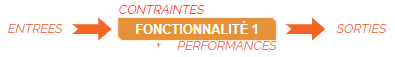 CONTRAINTES
ENTREES FONCTIONNALITÉ 1 SORTIES
+ PERFORMANCES